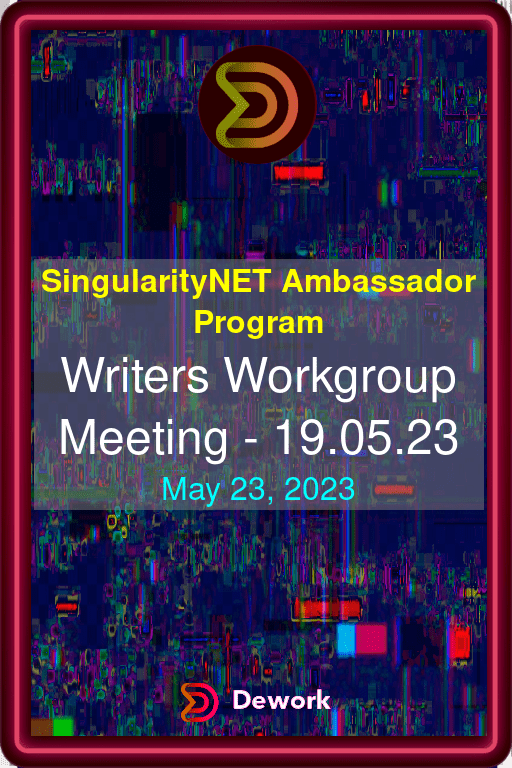 SingularityNET Ambassador
Program
Writers Workgroup
Meeting - 19.05.23
May 23, 2023
Dework